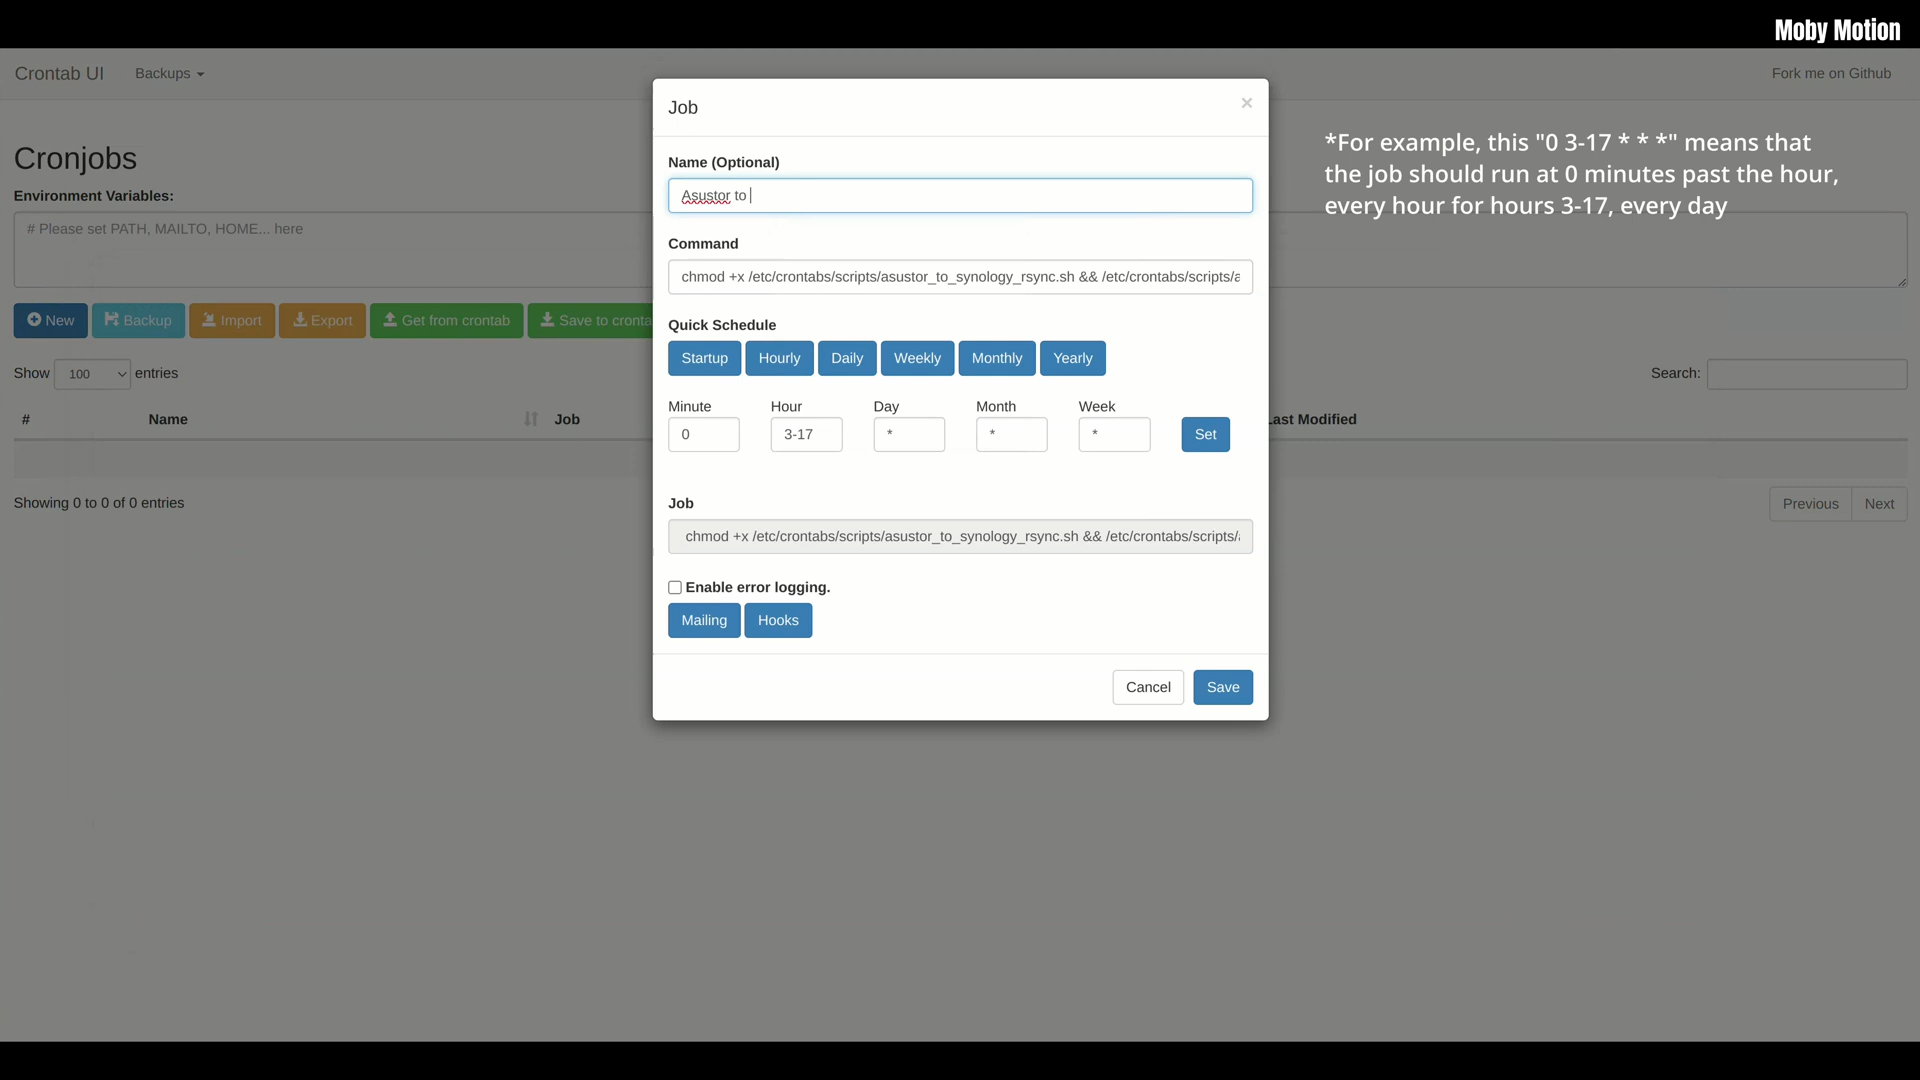 Moby Motion
Crontab UI
Backups
Fork me on Github
Job
×
*For example, this "0 3-17 * * *" means that
the job should run at 0 minutes past the hour,
every hour for hours 3-17, every day
Cronjobs
Environment Variables:
# Please set PATH, MAILTO, HOME... here
Name (Optional)
Asustor to
Command
chmod +x /etc/crontabs/scripts/asustor_to_synology_rsync.sh && /etc/crontabs/scripts/
New
Backup
Import
Export
Get from crontab
Save to cronta
Quick Schedule
Startup
Hourly
Daily
Weekly
Monthly
Yearly
Show 100 entries
Search:
# Name Job
Last Modified
Minute Hour Day Month Week
0 3-17 * * * Set
Showing 0 to 0 of 0 entries
Previous Next
Job
chmod +x /etc/crontabs/scripts/asustor_to_synology_rsync.sh && /etc/crontabs/scripts/
Enable error logging.
Mailing Hooks
Cancel Save